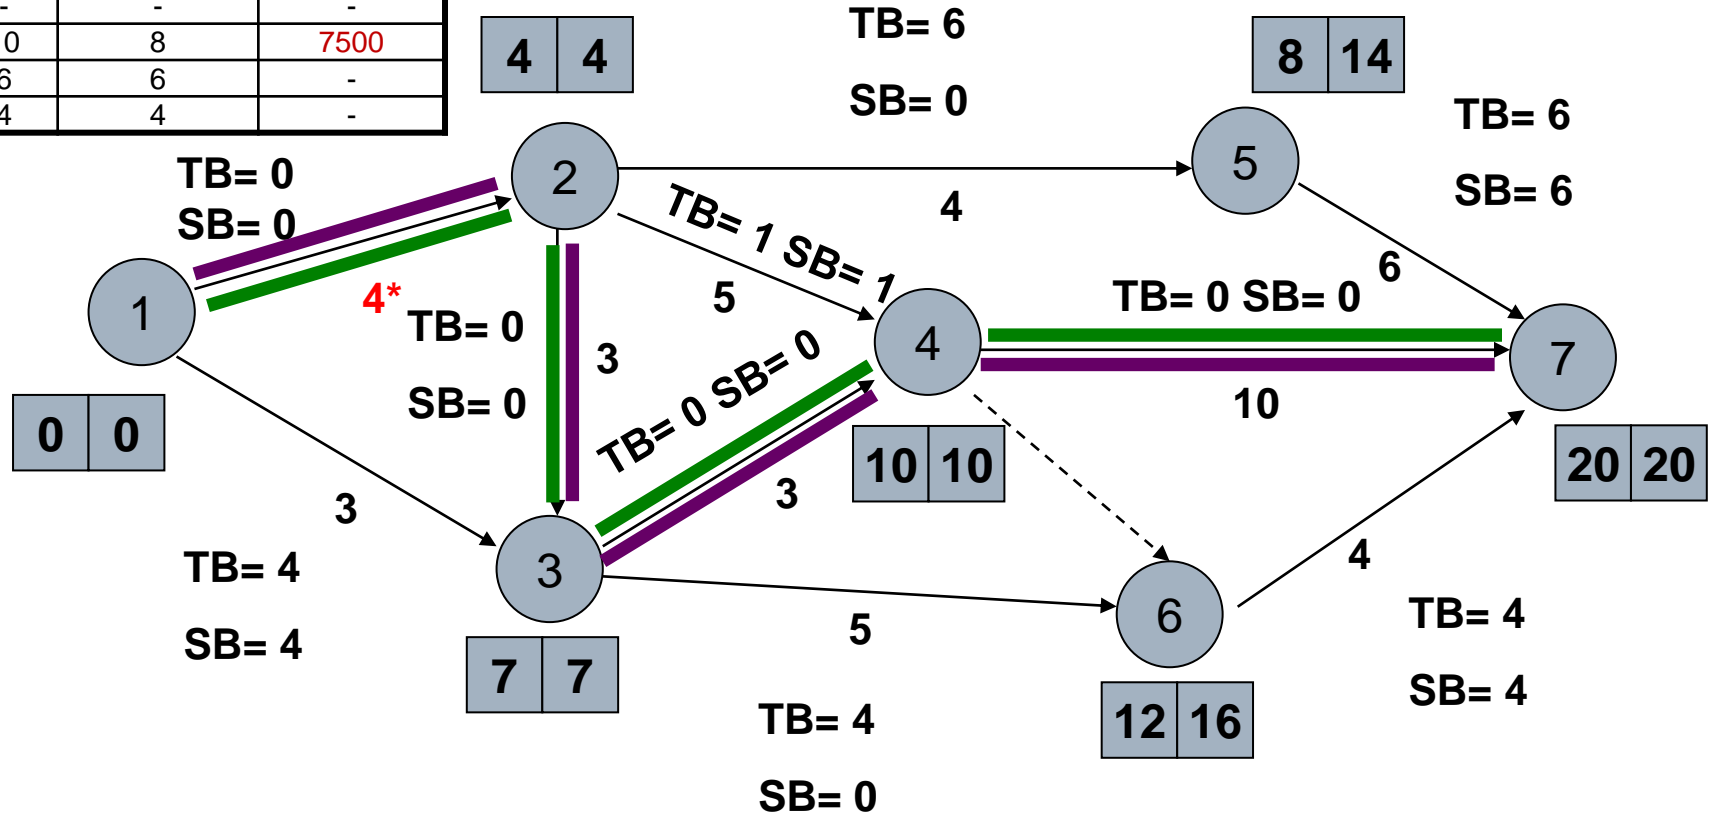 - - -
0 8 7500
6 6 -
4 4 -
4 4
TB= 6
SB= 0
8 14
TB= 6
SB= 6
TB= 0
SB= 0
2
5
4
TB= 1 SB= 1
1
4*
5
6
TB= 0
SB= 0
3
TB= 0 SB= 0
4
TB= 0 SB= 0
7
10
0 0
10 10
20 20
3
3
TB= 4
SB= 4
3
5
6
4
TB= 4
SB= 4
7 7
12 16
TB= 4
SB= 0